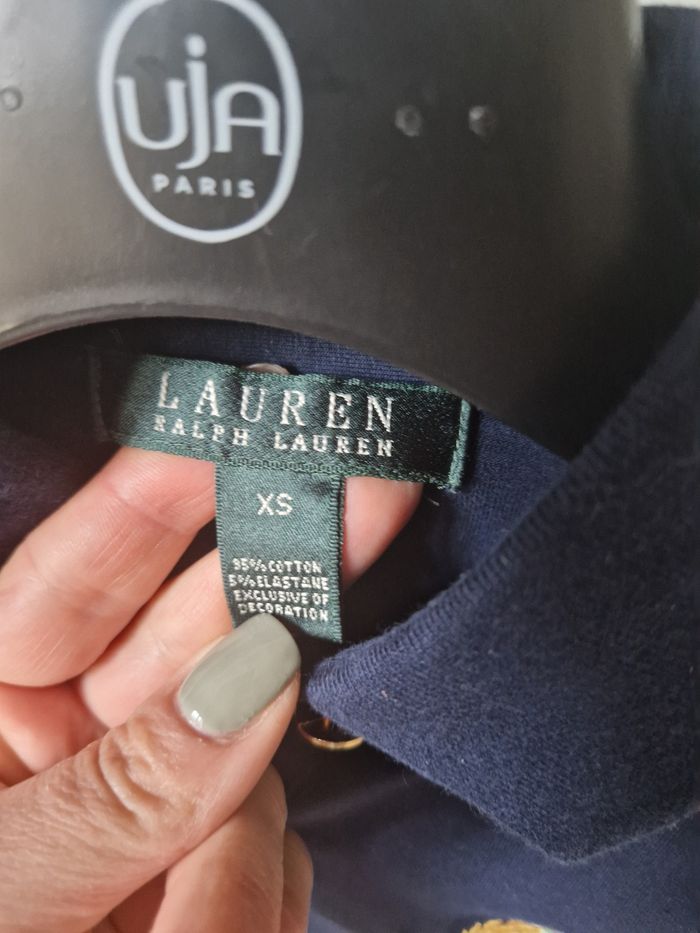 UJA
PARIS
LAUREN
RALPH LAUREN
XS
95% COTTON
5% ELASTANE
EXCLUSIVE OF
DECORATION